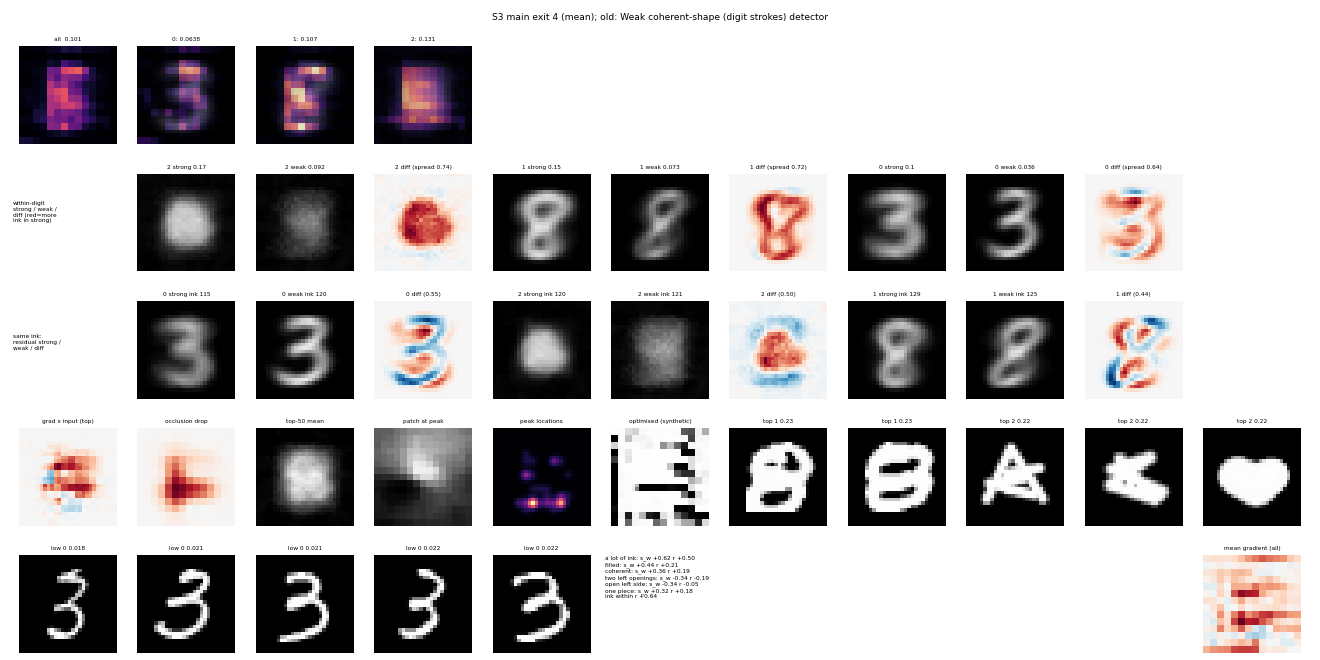 S3 main exit 4 (mean); old: Weak coherent-shape (digit strokes) detector
all 0.101
0: 0.0638
1: 0.107
2: 0.131
within-digit
strong / weak /
diff (red=more
ink in strong)
2 strong 0.17
2 weak 0.092
2 diff (spread 0.74)
1 strong 0.15
1 weak 0.073
1 diff (spread 0.72)
0 strong 0.1
0 weak 0.036
0 diff (spread 0.64)
same ink:
residual strong /
weak / diff
0 strong ink 115
0 weak ink 120
0 diff (0.55)
2 strong ink 120
2 weak ink 121
2 diff (0.50)
1 strong ink 129
1 weak ink 125
1 diff (0.44)
grad x input (top)
occlusion drop
top-50 mean
patch at peak
peak locations
optimised (synthetic)
top 1 0.23
top 1 0.23
top 2 0.22
top 2 0.22
top 2 0.22
low 0 0.018
low 0 0.021
low 0 0.021
low 0 0.022
low 0 0.022
a lot of ink: s_w +0.62 r +0.50
filled: s_w +0.44 r +0.21
coherent: s_w +0.36 r +0.19
two left openings: s_w -0.34 r -0.19
open left side: s_w -0.34 r -0.05
one piece: s_w +0.32 r +0.18
ink within r +0.64
mean gradient (all)